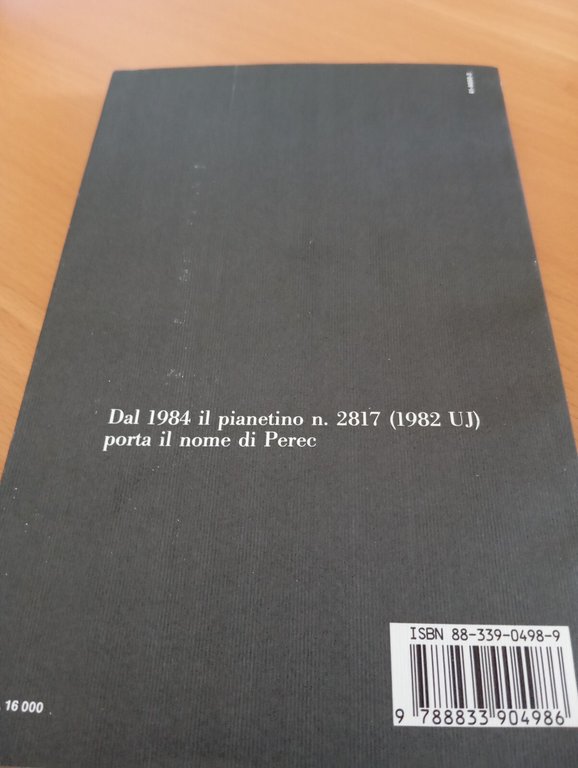 Dal 1984 il pianetino n. 2817 (1982 UJ)
porta il nome di Perec
ISBN 88-339-0498-9
9 788833 904986
16 000